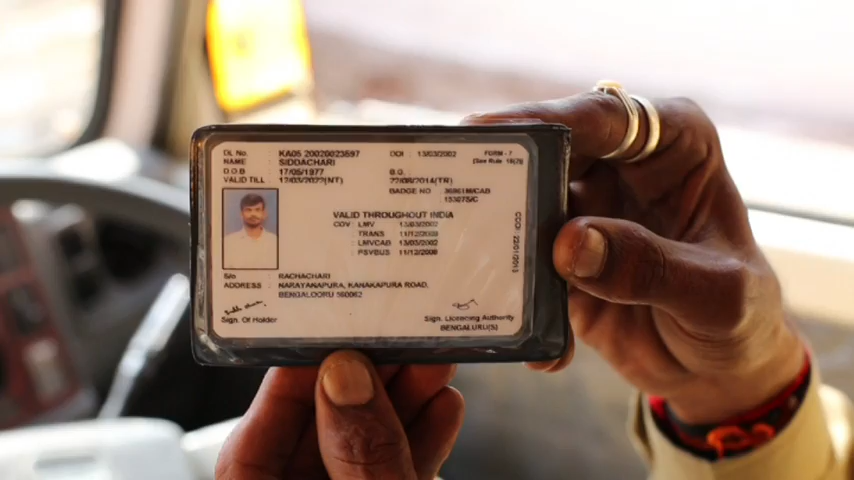 DL No. : KA05 20020023597 DOI : 13/03/2002 FORM - 7
NAME : SIDDACHARI (See Rule 16(2))
D.O.B : 17/05/1977 B.G.
VALID TILL : 12/03/2022(NT) 22/08/2014(TR)
BADGE NO
VALID THROUGHOUT INDIA
COV : LMV 13/03/2002
: TRANS 11/12/2008
: LMVCAB 13/03/2002
: PSVBUS 11/12/2008
S/o : RACHACHARI
ADDRESS : NARAYANAPURA, KANAKAPURA ROAD,
BENGALOORU 560062
Sign. Of Holder
Sign. Licencing Authority
BENGALURU(S)